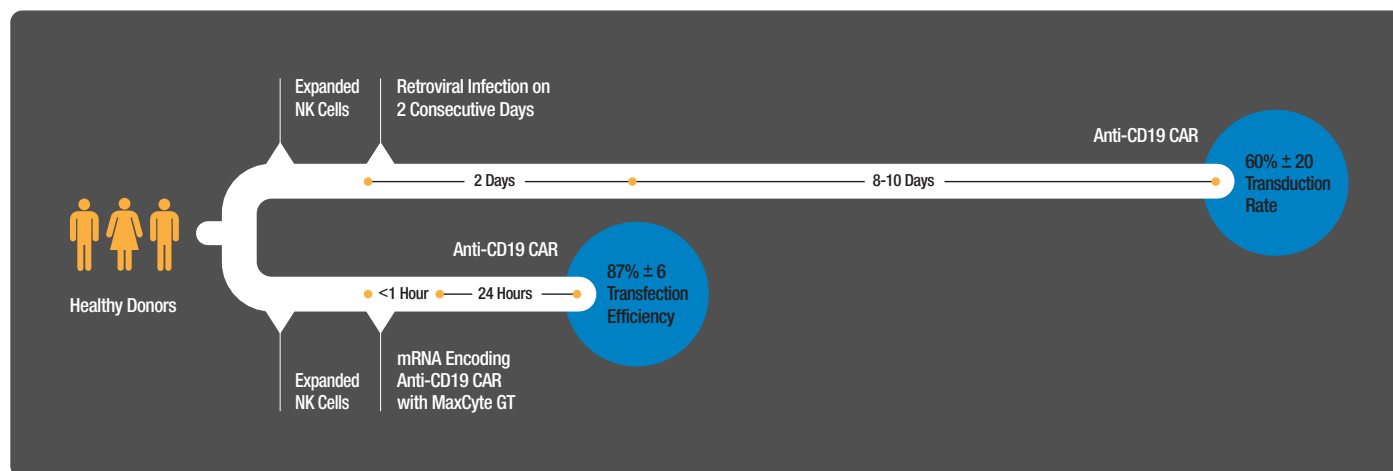 Expanded
NK Cells
Retroviral Infection on
2 Consecutive Days
Anti-CD19 CAR
2 Days
8-10 Days
60% ± 20
Transduction
Rate
Healthy Donors
Anti-CD19 CAR
<1 Hour
24 Hours
87% ± 6
Transfection
Efficiency
Expanded
NK Cells
mRNA Encoding
Anti-CD19 CAR
with MaxCyte GT